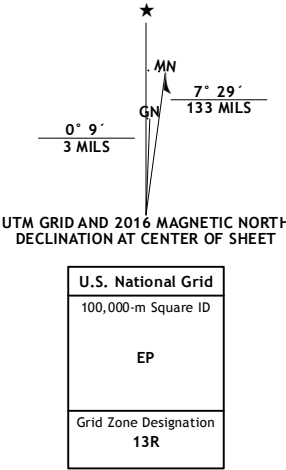 ★
MN
7° 29´
133 MILS
GN
0° 9´
3 MILS
UTM GRID AND 2016 MAGNETIC NORTH
DECLINATION AT CENTER OF SHEET
U.S. National Grid
100,000-m Square ID
EP
Grid Zone Designation
13R